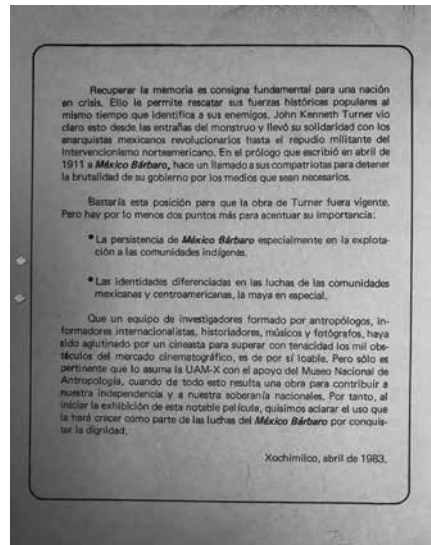 Recuperar la memoria es consigne fundamental para una nación
en crisis. Ello le permite rescatar sus fuerzas históricas populares al
mismo tiempo que identifica a sus enemigos. John Kenneth Turner vio
claro esto desde las entrañas del monstruo y llevó su solidaridad con los
anarquistas mexicanos revolucionarios hasta el repudio militante del
intervencionismo norteamericano. En el prólogo que escribió en abril de
1911 a México Bárbaro, hace un llamado a sus compatriotas para detener
la brutalidad de su gobierno por los medios que sean necesarios.
Bastaría esta posición para que la obra de Turner fuera vigente.
Pero hay por lo menos dos puntos más para acentuar su importancia:
• La persistencia de México Bárbaro especialmente en la explota-
ción a las comunidades indígenas.
• Las identidades diferenciadas en las luchas de las comunidades
mexicanas y centroamericanas, la maya en especial.
Que un equipo de investigadores formado por antropólogos, in-
formadores internacionalistas, historiadores, músicos y fotógrafos, haya
sido aglutinado por un cineasta para superar con tenacidad los mil obs-
táculos del mercado cinematográfico, es de por sí loable. Pero sólo es
pertinente que lo asuma la UAM-X con el apoyo del Museo Nacional de
Antropología, cuando de todo esto resulta una obra para contribuir a
nuestra independencia y a nuestra soberanía nacionales. Por tanto, al
iniciar la exhibición de esta notable película, quisimos aclarar el uso que
la hará crecer como parte de las luchas del México Bárbaro por conquis-
tar la dignidad.
Xochimilco, abril de 1983.